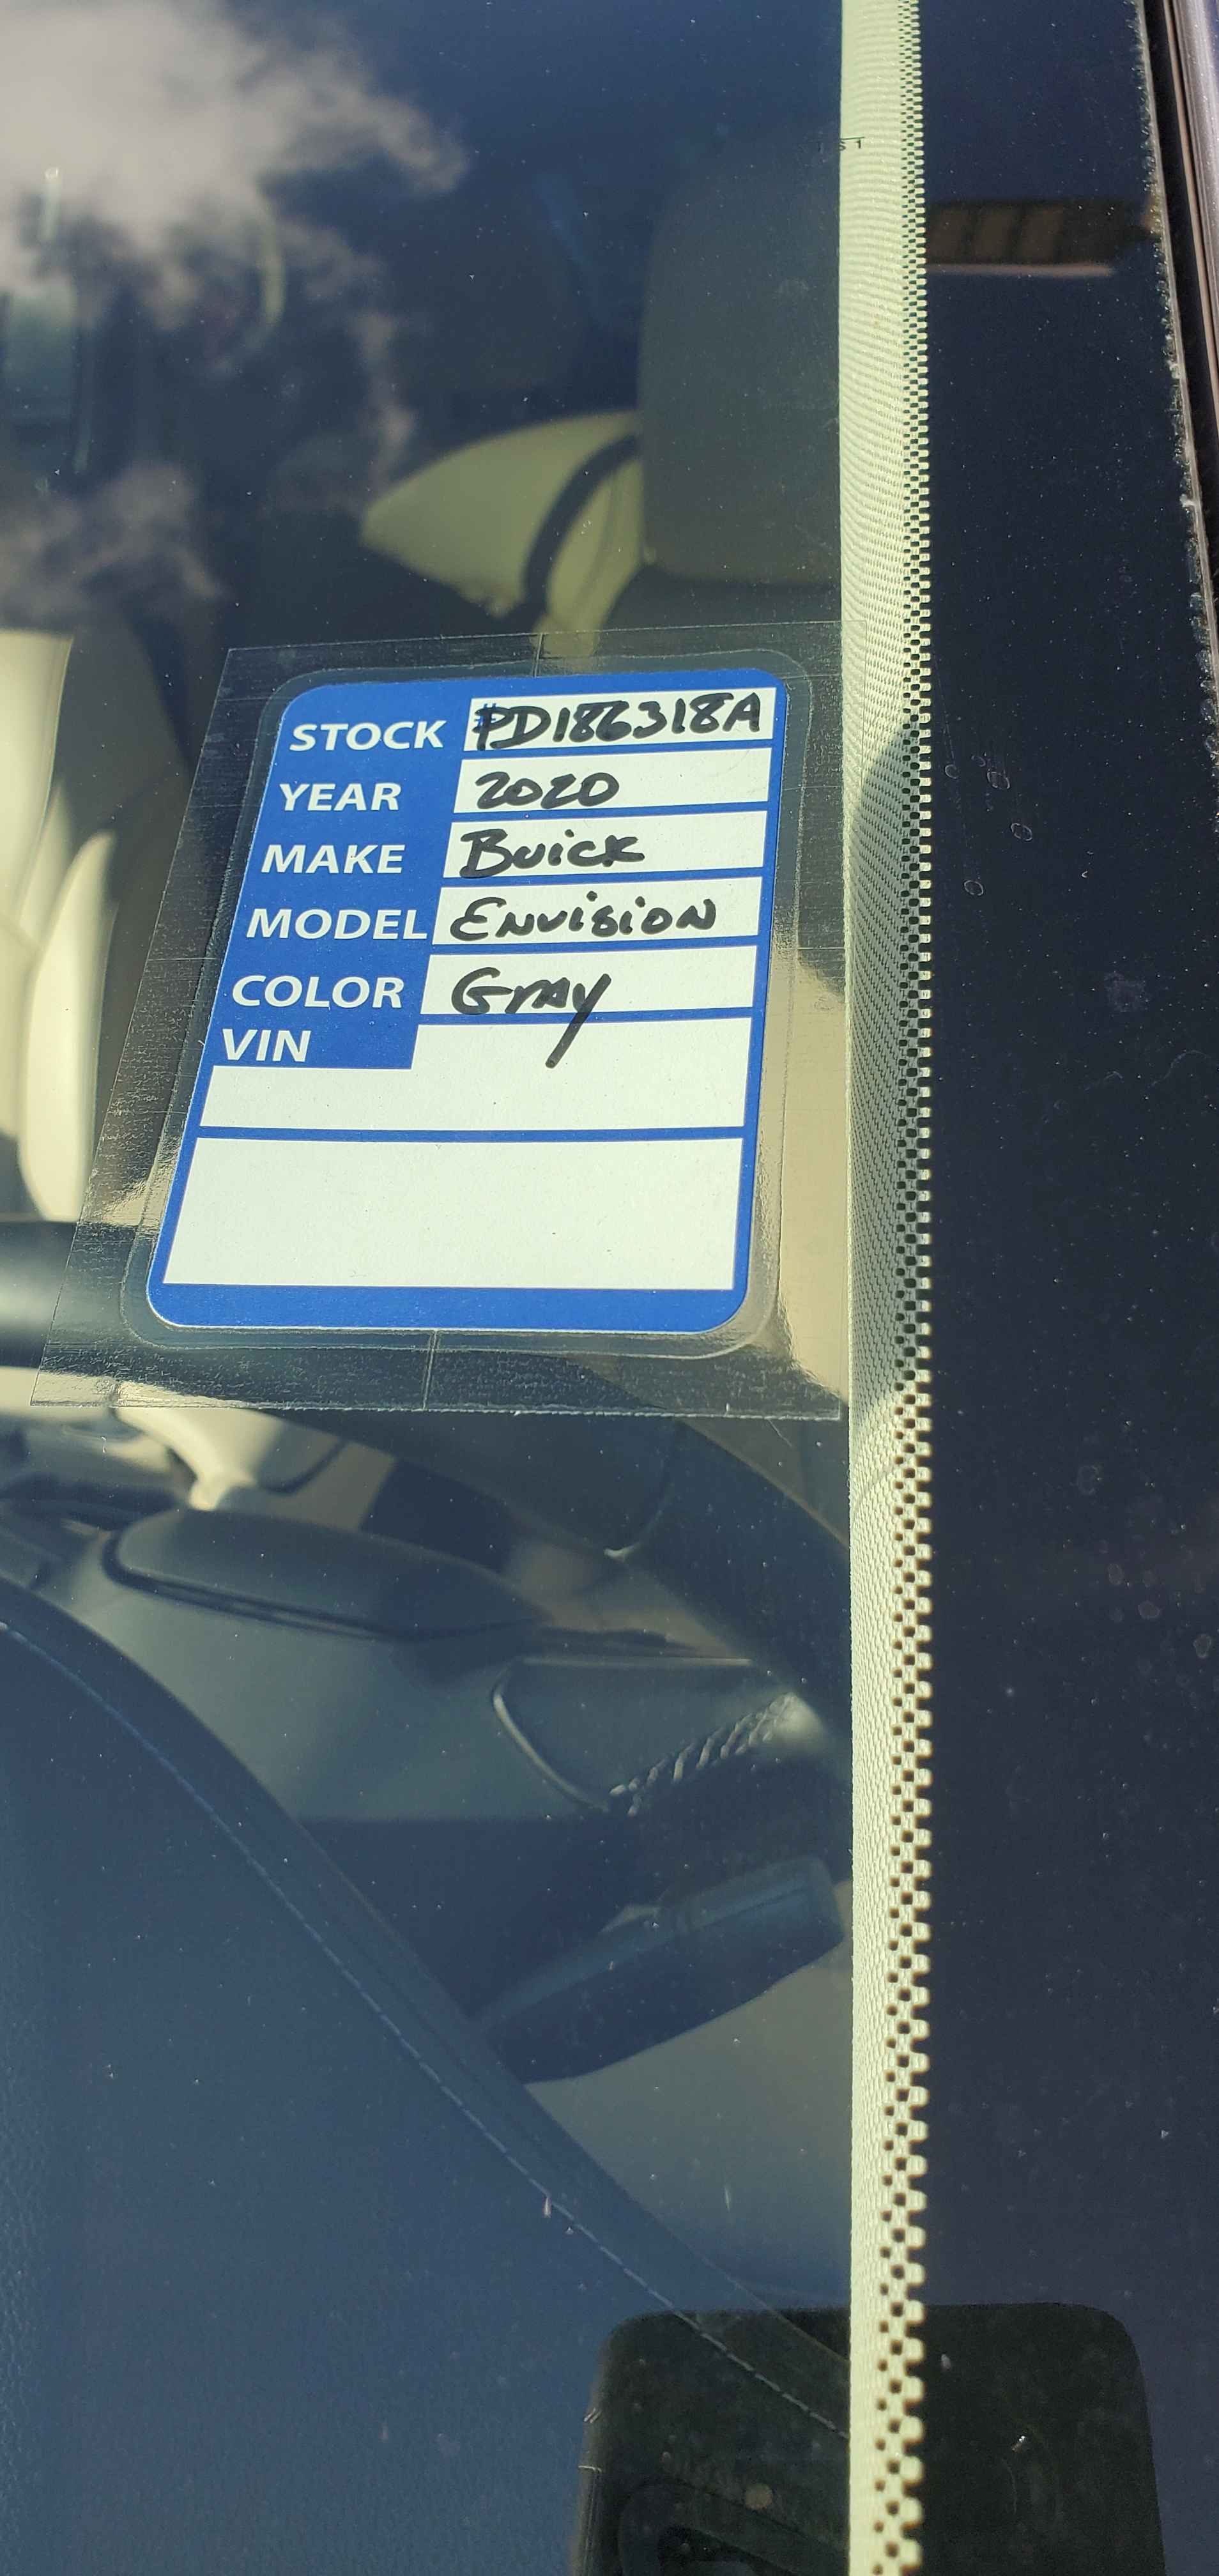 STOCK #PD186318A
YEAR 2020
MAKE Buick
MODEL Envision
COLOR Gray
VIN